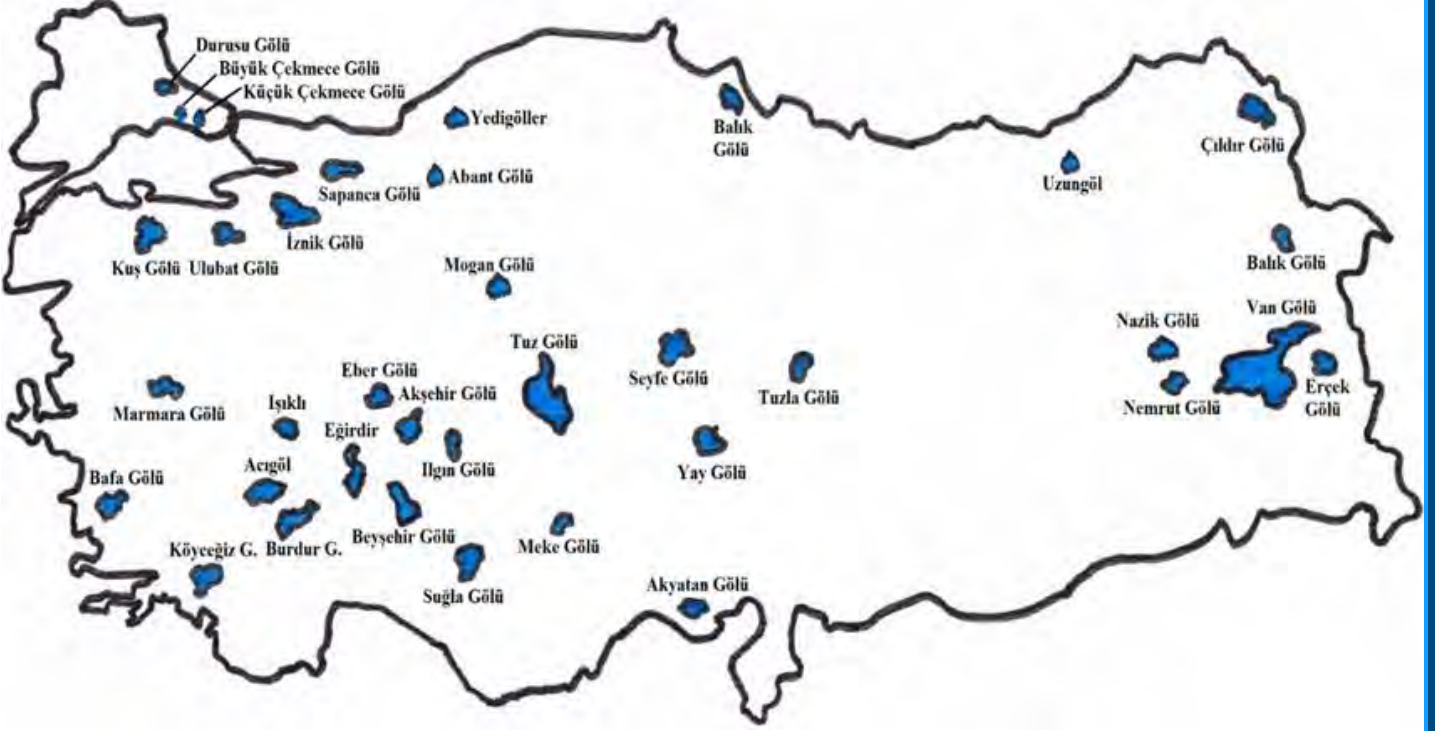 Durusu Gölü
Büyük Çekmece Gölü
Küçük Çekmece Gölü
Yedigöller
Balık
Gölü
Çıldır Gölü
Uzungöl
Abant Gölü
Sapanca Gölü
İznik Gölü
Kuş Gölü
Ulubat Gölü
Mogan Gölü
Balık Gölü
Van Gölü
Nazik Gölü
Nemrut Gölü
Erçek
Gölü
Tuz Gölü
Seyfe Gölü
Tuzla Gölü
Yay Gölü
Marmara Gölü
Eber Gölü
Akşehir Gölü
Işıklı
Eğirdir
Ilgın Gölü
Acıgöl
Bafa Gölü
Köyceğiz G.
Burdur G.
Beyşehir Gölü
Meke Gölü
Suğla Gölü
Akyatan Gölü